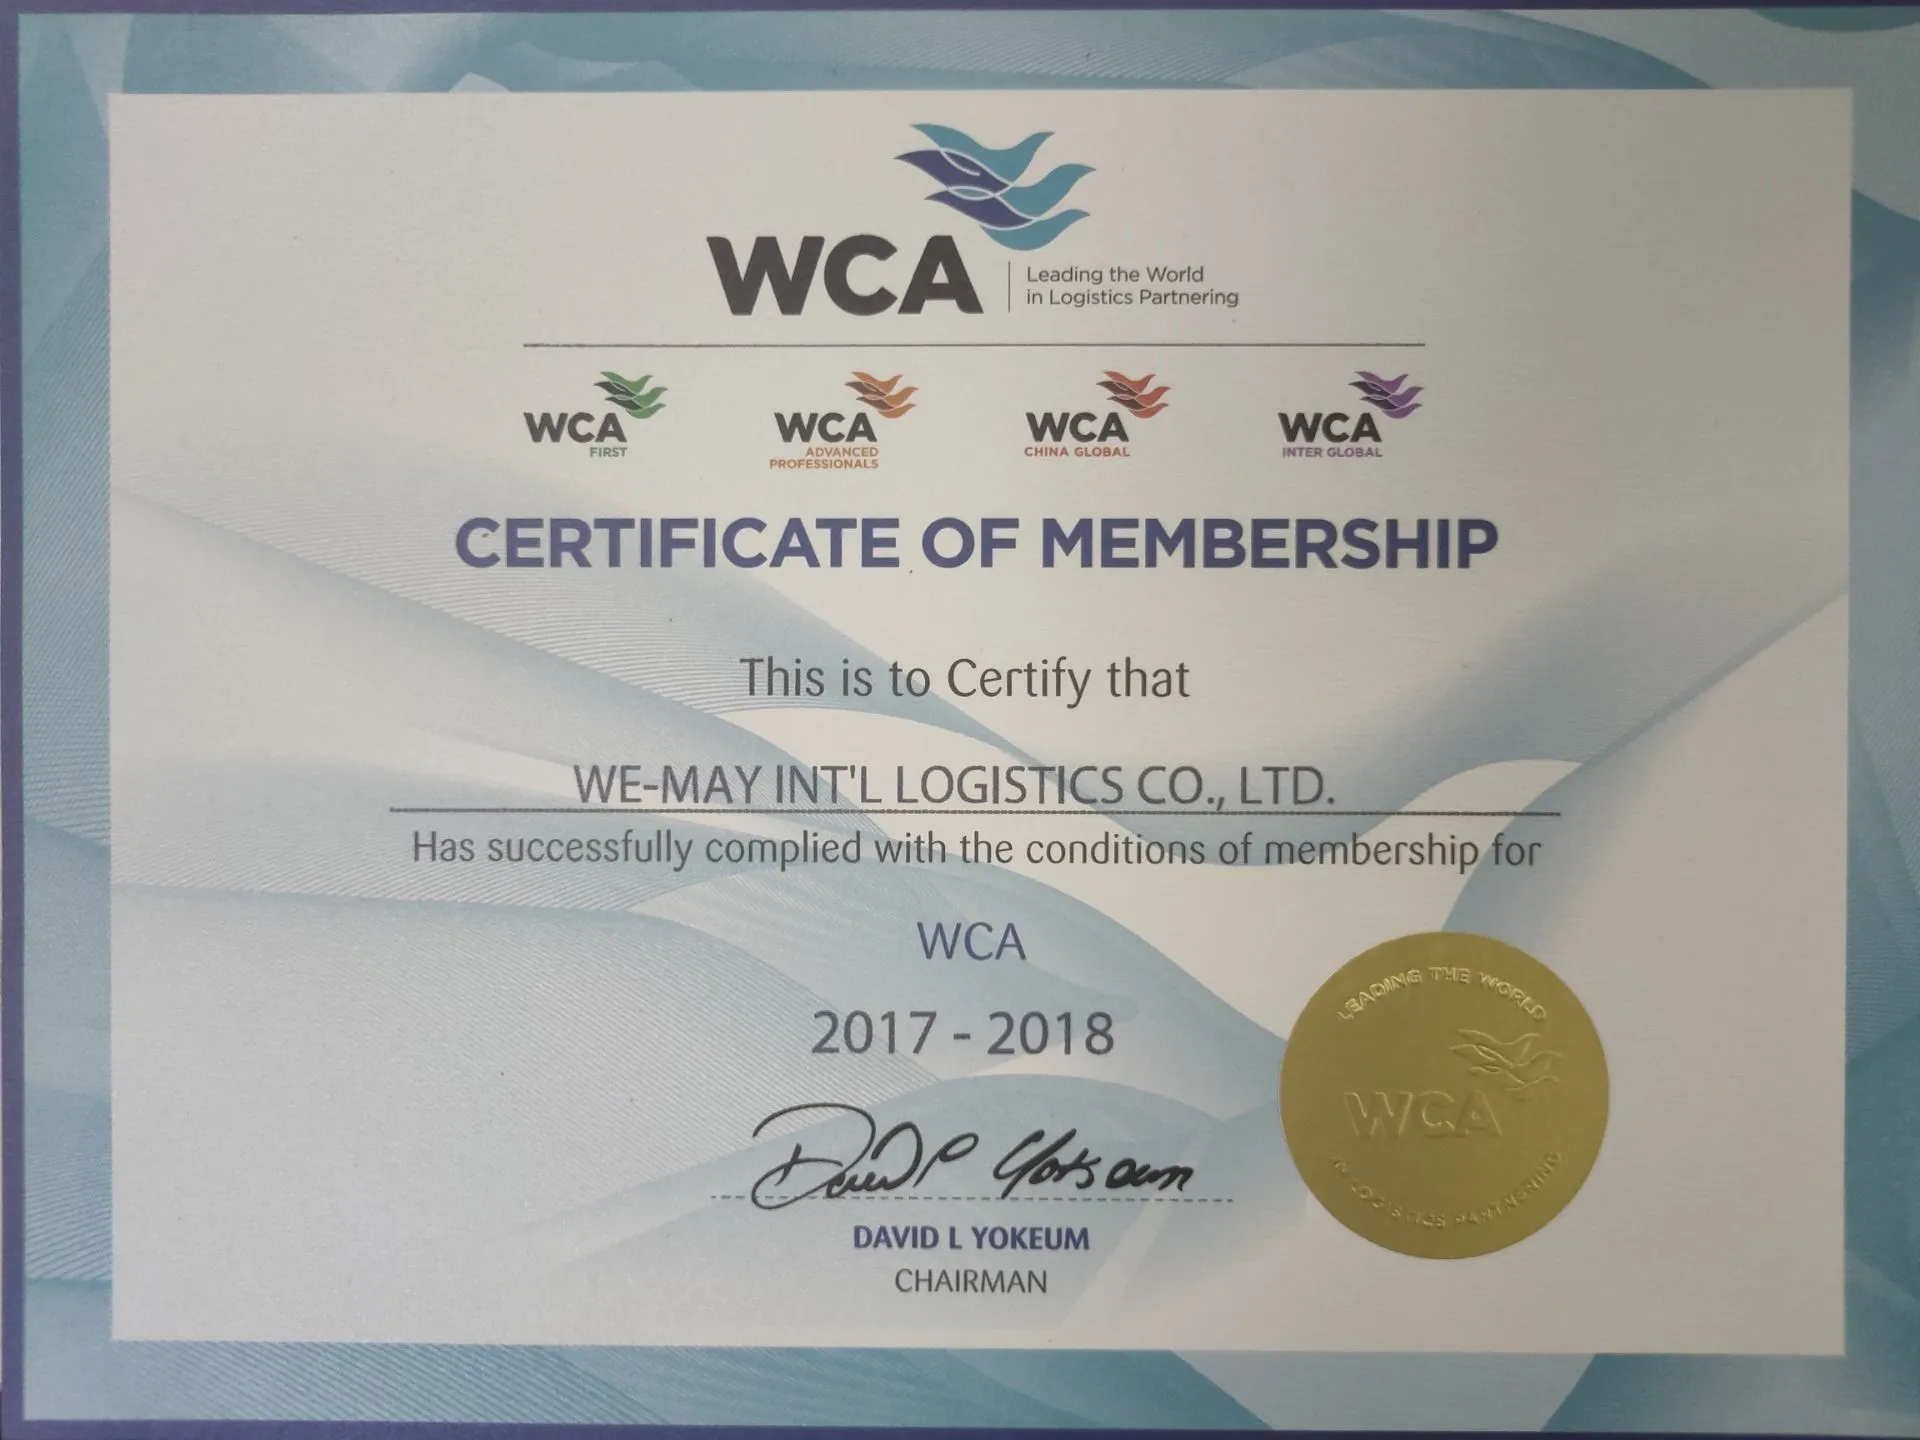 WCA
Leading the World
in Logistics Partnering
WCA
FIRST
WCA
ADVANCED
PROFESSIONALS
WCA
CHINA GLOBAL
WCA
INTER GLOBAL
CERTIFICATE OF MEMBERSHIP
This is to Certify that
WE-MAY INT'L LOGISTICS CO., LTD.
Has successfully complied with the conditions of membership for
WCA
2017 - 2018
DAVID L YOKEUM
CHAIRMAN
LEADING THE WORLD
WCA
IN LOGISTICS PARTNERING